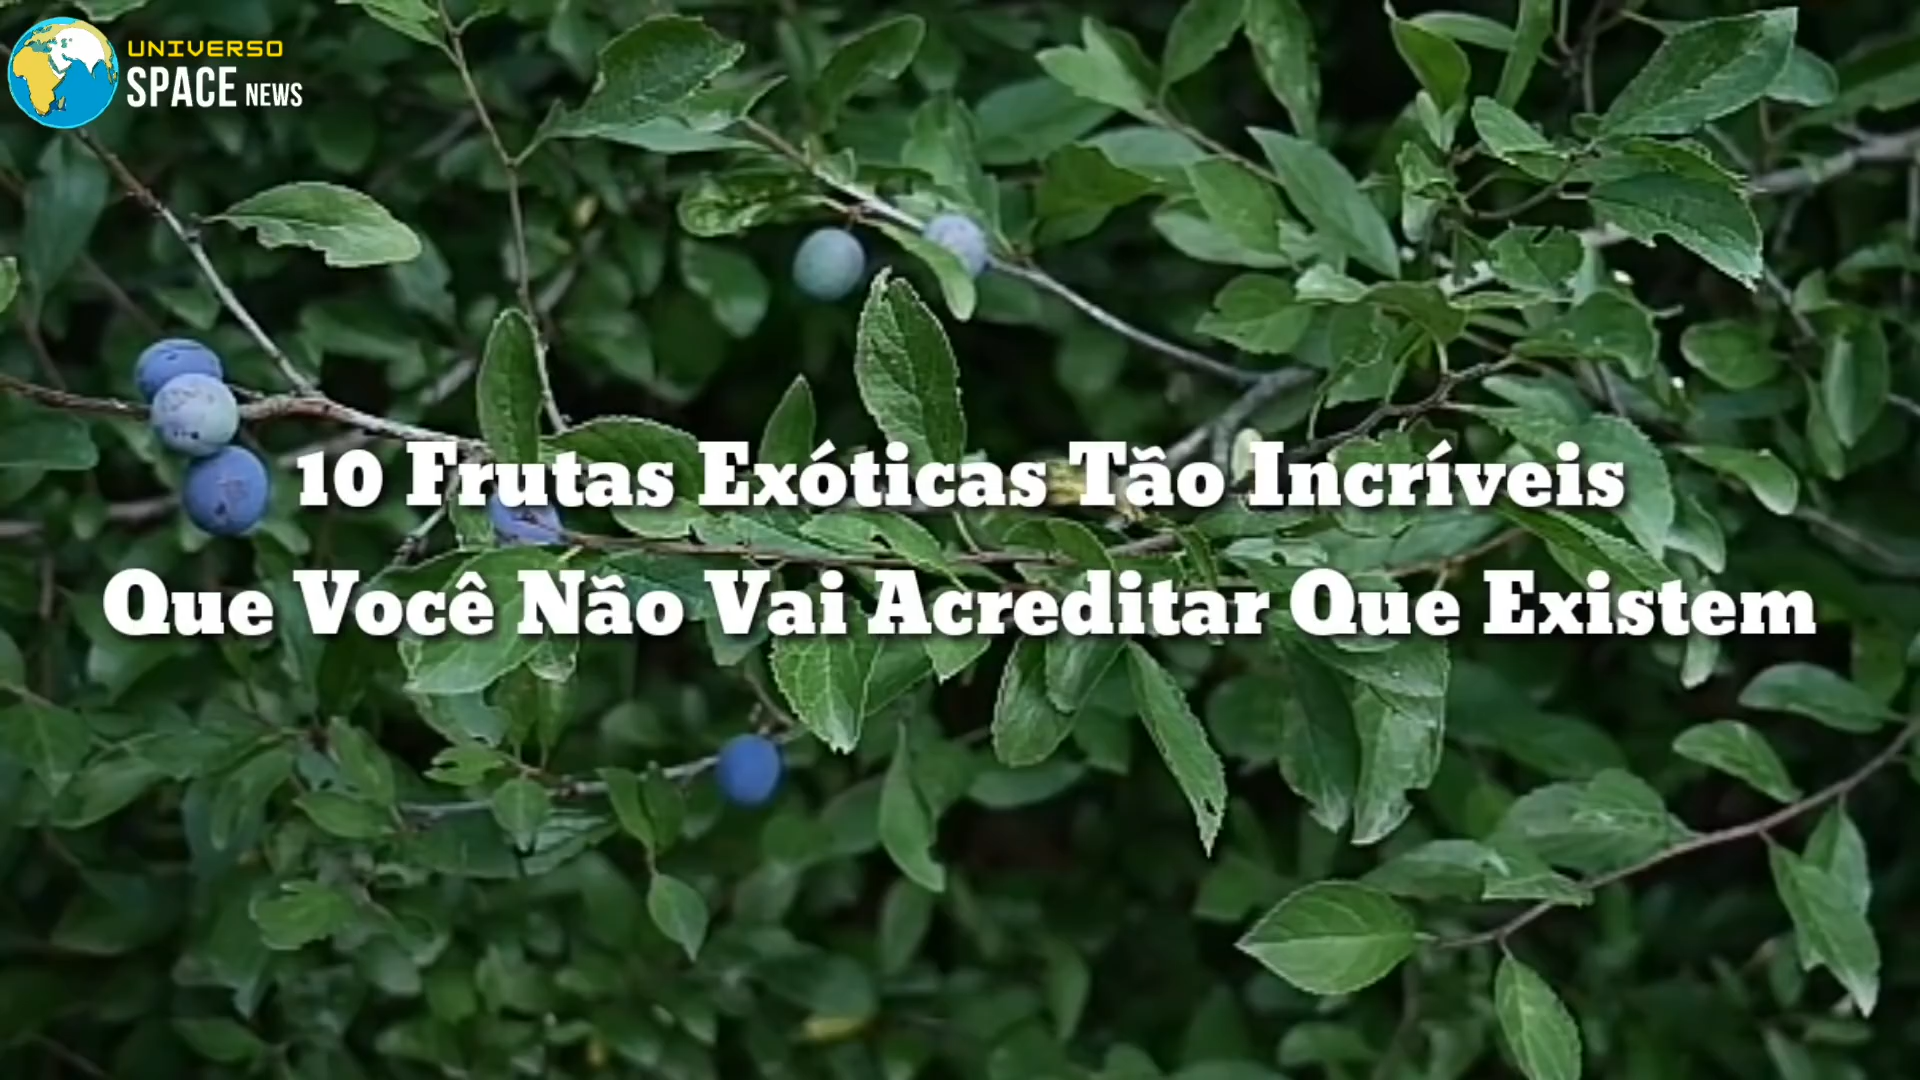 UNIVERSO
SPACE NEWS
10 Frutas Exóticas Tão Incríveis
Que Você Não Vai Acreditar Que Existem